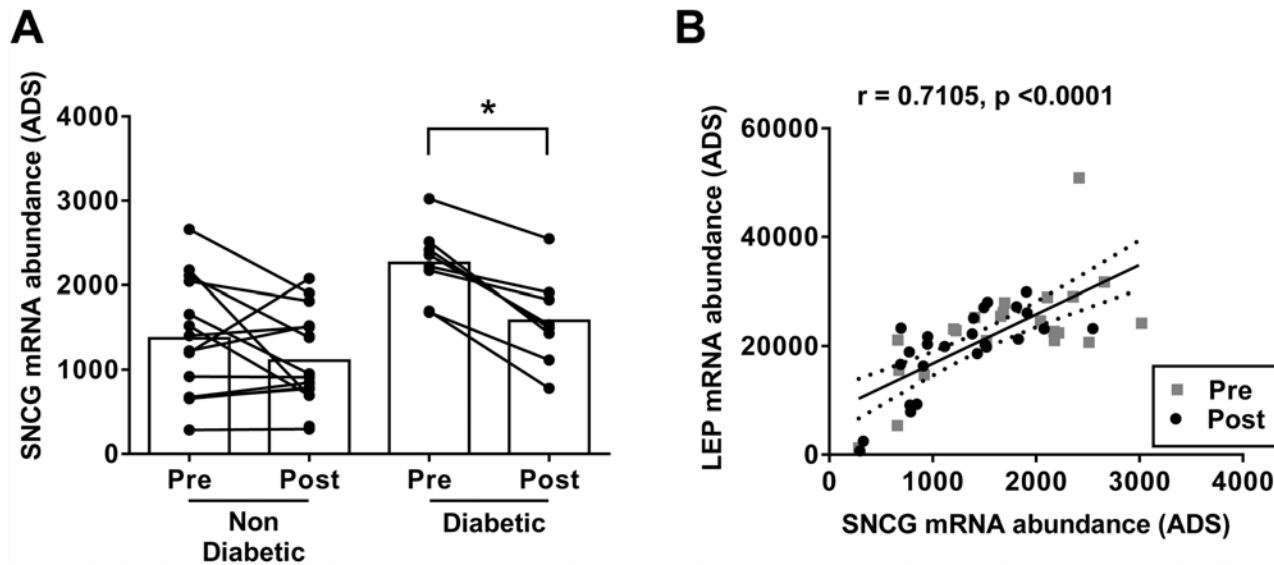 A
SNCG mRNA abundance (ADS)
4000
3000
2000
1000
0
*
Pre
Post
Pre
Post
Non
Diabetic
Diabetic
B
r = 0.7105, p <0.0001
LEP mRNA abundance (ADS)
60000
40000
20000
0
Pre
Post
0
1000
2000
3000
4000
SNCG mRNA abundance (ADS)